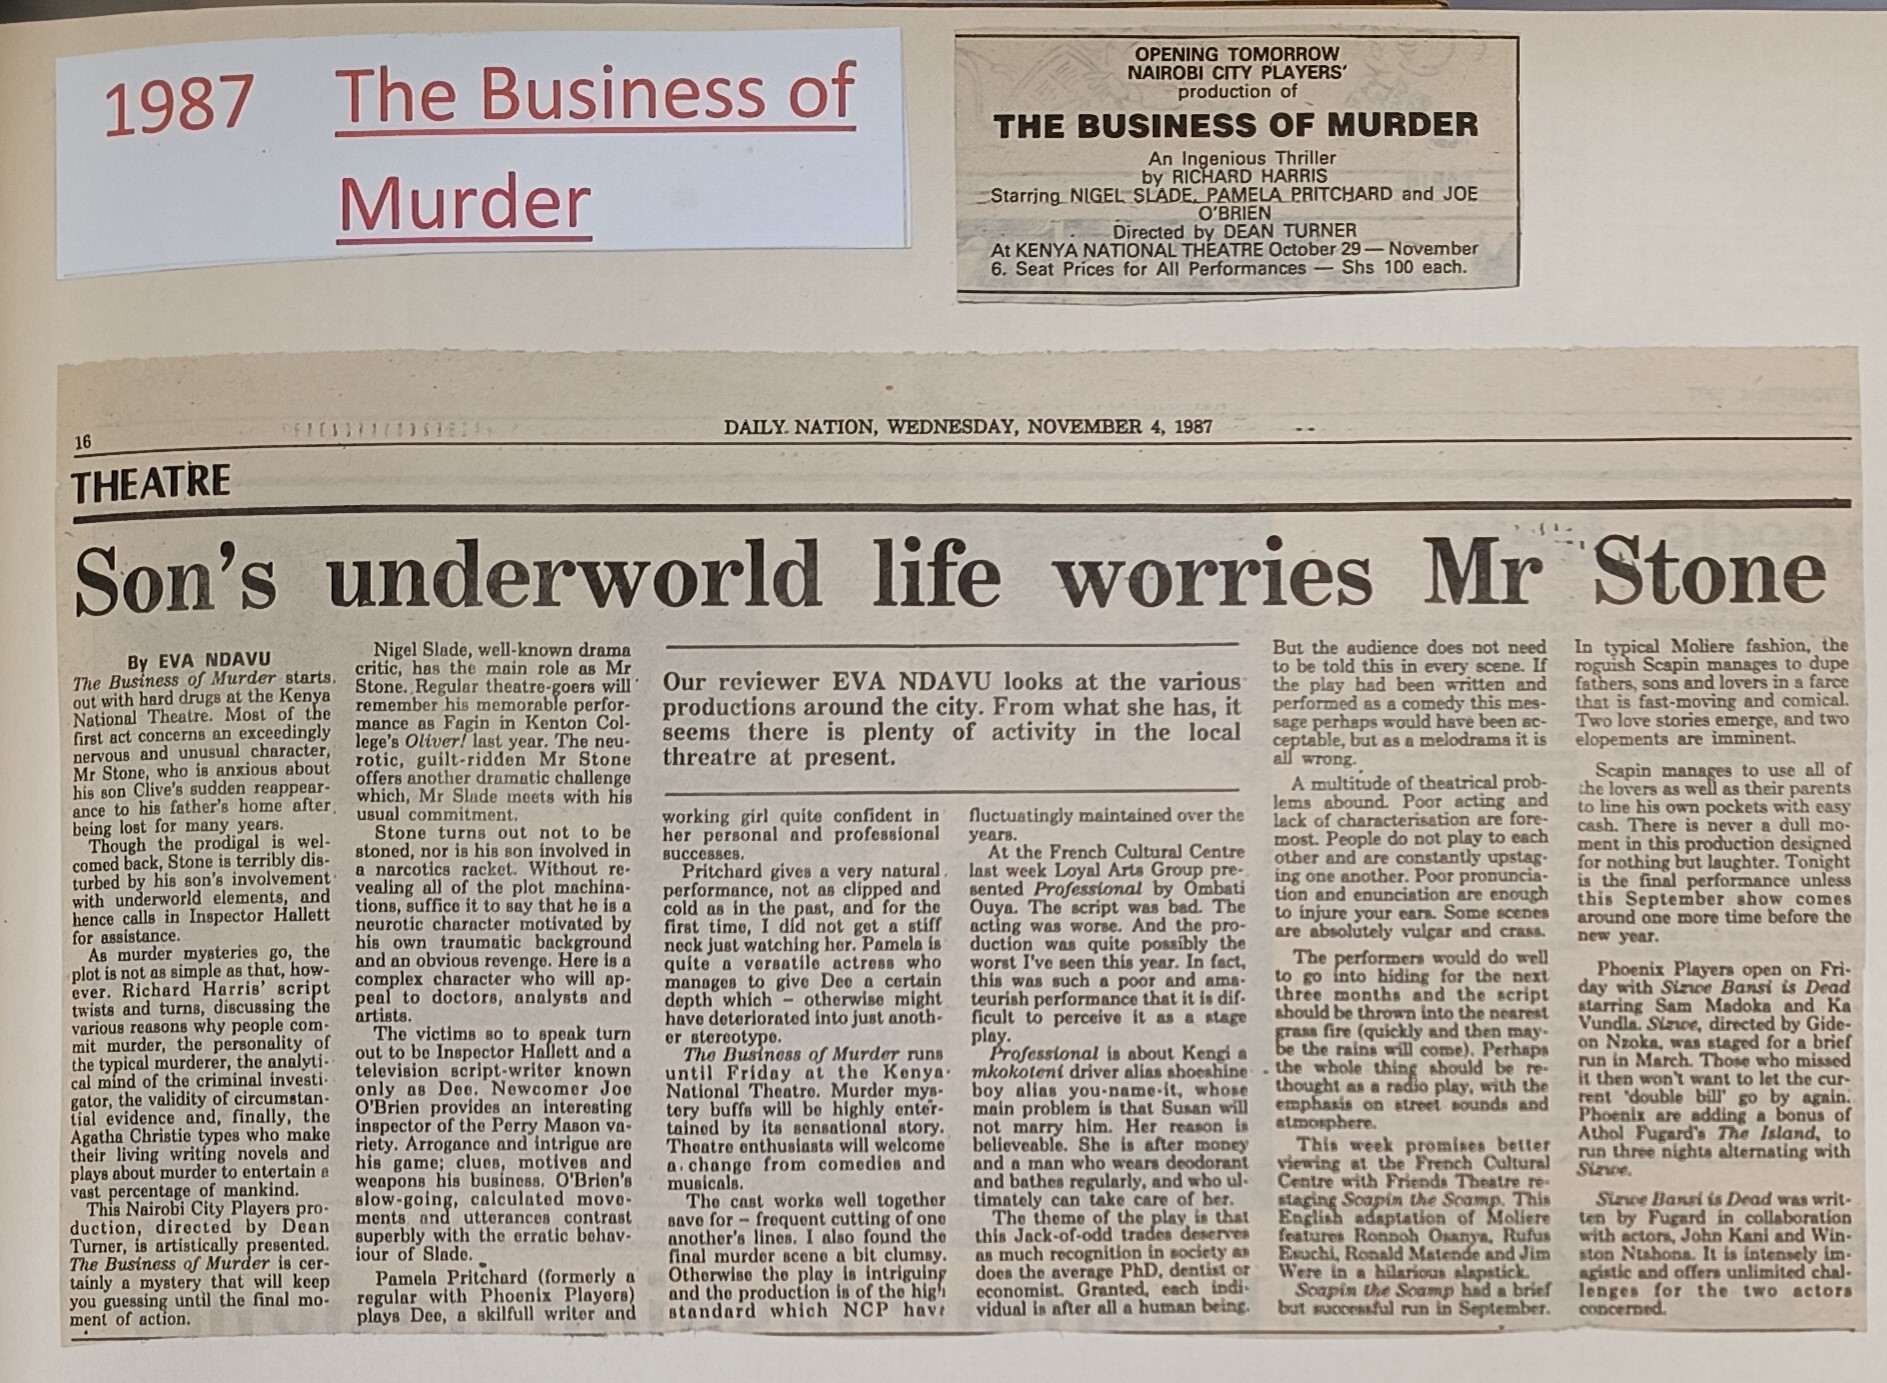 1987 The Business of
Murder
OPENING TOMORROW
NAIROBI CITY PLAYERS'
production of
THE BUSINESS OF MURDER
An Ingenious Thriller
by RICHARD HARRIS
Starring NIGEL SLADE, PAMELA PRITCHARD and JOE
O'BRIEN
Directed by DEAN TURNER
At KENYA NATIONAL THEATRE October 29 — November
6. Seat Prices for All Performances — Shs 100 each.
16
DAILY NATION, WEDNESDAY, NOVEMBER 4, 1987
THEATRE
Son's underworld life worries Mr Stone
By EVA NDAVU
The Business of Murder starts
out with hard drugs at the Kenya
National Theatre. Most of the
first act concerns an exceedingly
nervous and unusual character,
Mr Stone, who is anxious about
his son Clive's sudden reappear-
ance to his father's home after
being lost for many years.
Though the prodigal is wel-
comed back, Stone is terribly dis-
turbed by his son's involvement
with underworld elements, and
hence calls in Inspector Hallett
for assistance.
As murder mysteries go, the
plot is not as simple as that, how-
ever. Richard Harris' script
twists and turns, discussing the
various reasons why people com-
mit murder, the personality of
the typical murderer, the analyti-
cal mind of the criminal investi-
gator, the validity of circumstan-
tial evidence and, finally, the
Agatha Christie types who make
their living writing novels and
plays about murder to entertain a
vast percentage of mankind.
This Nairobi City Players pro-
duction, directed by Dean
Turner, is artistically presented.
The Business of Murder is cer-
tainly a mystery that will keep
you guessing until the final mo-
ment of action.
Nigel Slade, well-known drama
critic, has the main role as Mr
Stone. Regular theatre-goers will
remember his memorable perfor-
mance as Fagin in Kenton Col-
lege's Oliver! last year. The neu-
rotic, guilt-ridden Mr Stone
offers another dramatic challenge
which, Mr Slade meets with his
usual commitment.
Stone turns out not to be
stoned, nor is his son involved in
a narcotics racket. Without re-
vealing all of the plot machina-
tions, suffice it to say that he is a
neurotic character motivated by
his own traumatic background
and an obvious revenge. Here is a
complex character who will ap-
peal to doctors, analysts and
artists.
The victims so to speak turn
out to be Inspector Hallett and a
television script-writer known
only as Dee. Newcomer Joe
O'Brien provides an interesting
inspector of the Perry Mason va-
riety. Arrogance and intrigue are
his game; clues, motives and
weapons his business. O'Brien's
slow-going, calculated move-
ments and utterances contrast
superbly with the erratic behav-
iour of Slade.
Pamela Pritchard (formerly a
regular with Phoenix Players)
plays Dee, a skilfull writer and
Our reviewer EVA NDAVU looks at the various
productions around the city. From what she has, it
seems there is plenty of activity in the local
threatre at present.
working girl quite confident in
her personal and professional
successes.
Pritchard gives a very natural
performance, not as clipped and
cold as in the past, and for the
first time, I did not get a stiff
neck just watching her. Pamela is
quite a versatile actress who
manages to give Dee a certain
depth which – otherwise might
have deteriorated into just anoth-
er stereotype.
The Business of Murder runs
until Friday at the Kenya
National Theatre. Murder mys-
tery buffs will be highly enter-
tained by its sensational story.
Theatre enthusiasts will welcome
a change from comedies and
musicals.
The cast works well together
save for – frequent cutting of one
another's lines. I also found the
final murder scene a bit clumsy.
Otherwise the play is intriguing
and the production is of the high
standard which NCP have
fluctuatingly maintained over the
years.
At the French Cultural Centre
last week Loyal Arts Group pre-
sented Professional by Ombati
Ouya. The script was bad. The
acting was worse. And the pro-
duction was quite possibly the
worst I've seen this year. In fact,
this was such a poor and ama-
teurish performance that it is dif-
ficult to perceive it as a stage
play.
Professional is about Kengi a
mkokoteni driver alias shoeshine
boy alias you-name-it, whose
main problem is that Susan will
not marry him. Her reason is
believeable. She is after money
and a man who wears deodorant
and bathes regularly, and who ul-
timately can take care of her.
The theme of the play is that
this Jack-of-odd trades deserves
as much recognition in society as
does the average PhD, dentist or
economist. Granted, each indi-
vidual is after all a human being.
But the audience does not need
to be told this in every scene. If
the play had been written and
performed as a comedy this mes-
sage perhaps would have been ac-
ceptable, but as a melodrama it is
all wrong.
A multitude of theatrical prob-
lems abound. Poor acting and
lack of characterisation are fore-
most. People do not play to each
other and are constantly upstag-
ing one another. Poor pronuncia-
tion and enunciation are enough
to injure your ears. Some scenes
are absolutely vulgar and crass.
The performers would do well
to go into hiding for the next
three months and the script
should be thrown into the nearest
grass fire (quickly and then may-
be the rains will come). Perhaps
the whole thing should be re-
thought as a radio play, with the
emphasis on street sounds and
atmosphere.
This week promises better
viewing at the French Cultural
Centre with Friends Theatre re-
staging Scapin the Scamp. This
English adaptation of Moliere
features Ronnoh Osanya, Rufus
Esuchi, Ronald Matende and Jim
Were in a hilarious slapstick.
Scapin the Scamp had a brief
but successful run in September.
In typical Moliere fashion, the
roguish Scapin manages to dupe
fathers, sons and lovers in a farce
that is fast-moving and comical.
Two love stories emerge, and two
elopements are imminent.
Scapin manages to use all of
the lovers as well as their parents
to line his own pockets with easy
cash. There is never a dull mo-
ment in this production designed
for nothing but laughter. Tonight
is the final performance unless
this September show comes
around one more time before the
new year.
Phoenix Players open on Fri-
day with Sizwe Bansi is Dead
starring Sam Madoka and Ka
Vundla. Sizwe, directed by Gide-
on Nzoka, was staged for a brief
run in March. Those who missed
it then won't want to let the cur-
rent 'double bill' go by again.
Phoenix are adding a bonus of
Athol Fugard's The Island, to
run three nights alternating with
Sizwe.
Sizwe Bansi is Dead was writ-
ten by Fugard in collaboration
with actors, John Kani and Win-
ston Ntshona. It is intensely im-
agistic and offers unlimited chal-
lenges for the two actors
concerned.